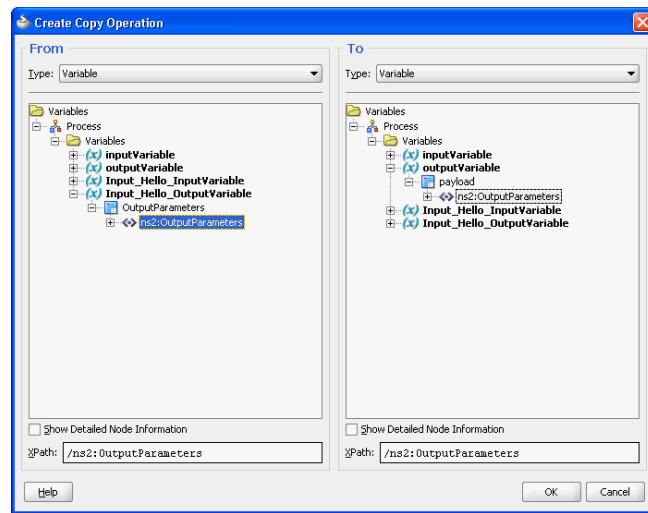 Create Copy Operation
From
Type: Variable
Variables
Process
Variables
(x) inputVariable
(x) outputVariable
(x) Input_Hello_InputVariable
(x) Input_Hello_OutputVariable
OutputParameters
ns2:OutputParameters
Show Detailed Node Information
XPath: /ns2:OutputParameters
To
Type: Variable
Variables
Process
Variables
(x) inputVariable
(x) outputVariable
payload
ns2:OutputParameters
(x) Input_Hello_InputVariable
(x) Input_Hello_OutputVariable
Show Detailed Node Information
XPath: /ns2:OutputParameters
Help
OK
Cancel